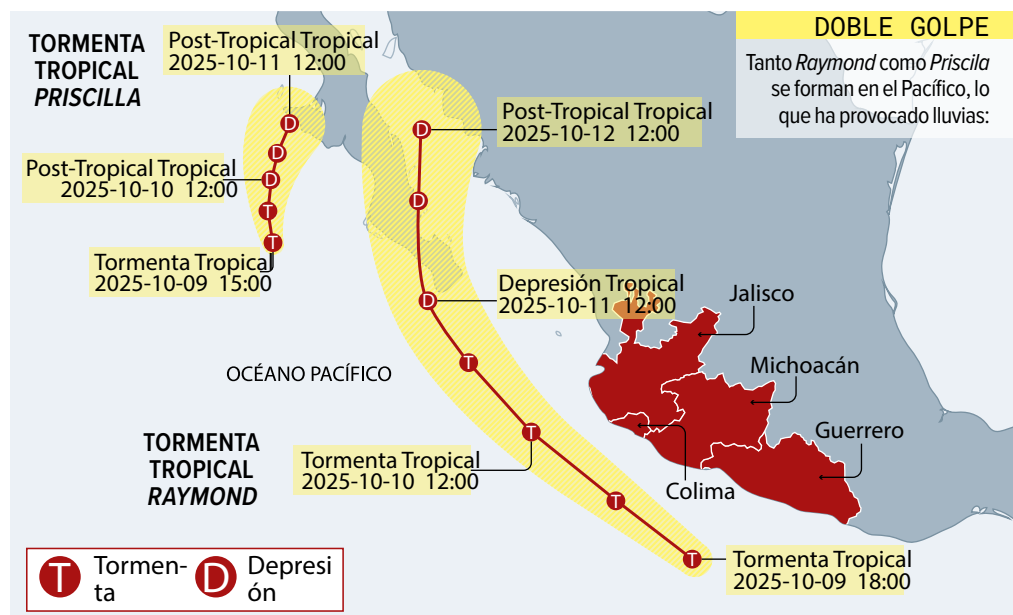 DOBLE GOLPE
Tanto Raymond como Priscila
se forman en el Pacífico, lo
que ha provocado lluvias:
TORMENTA
TROPICAL
PRISCILLA
Post-Tropical Tropical
2025-10-11 12:00
D
D
Post-Tropical Tropical
2025-10-10 12:00
D
T
T
Tormenta Tropical
2025-10-09 15:00
D
Post-Tropical Tropical
2025-10-12 12:00
D
D
Depresión Tropical
2025-10-11 12:00
T
OCÉANO PACÍFICO
TORMENTA
TROPICAL
RAYMOND
T
Tormenta Tropical
2025-10-10 12:00
T
T
Tormenta Tropical
2025-10-09 18:00
Jalisco
Michoacán
Guerrero
Colima
T
Tormen-
ta
D
Depresi
ón